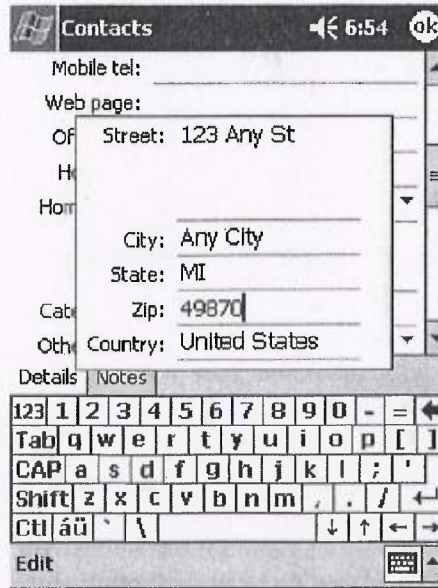 Contacts 6:54 ok
Mobile tel:
Web page:
Of
Street: 123 Any St
Hom
City: Any City
State: MI
Zip: 49870
Country: United States
Details Notes
123 1 2 3 4 5 6 7 8 9 0 - =
Tab q w e r t y u i o p [ ]
CAP a s d f g h j k l ; '
Shift z x c v b n m , . /
Ctl áü ` \
Edit